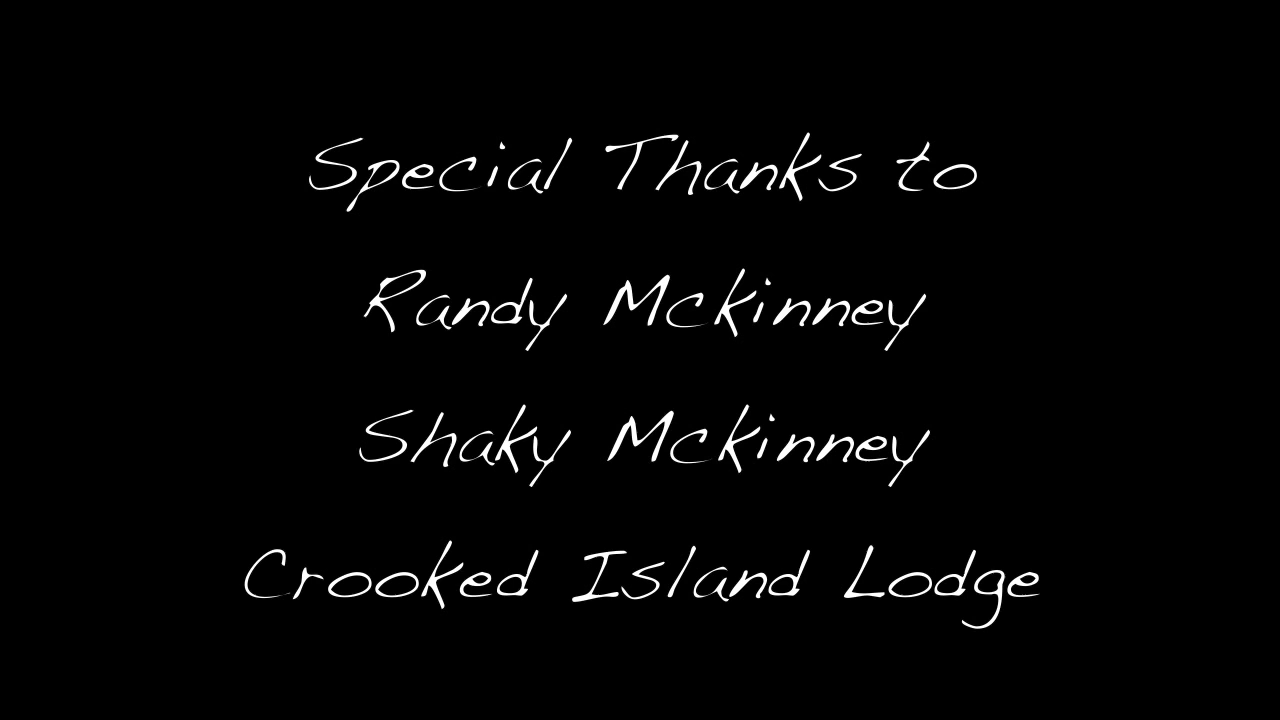 Special Thanks to
Randy Mckinney
Shaky Mckinney
Crooked Island Lodge